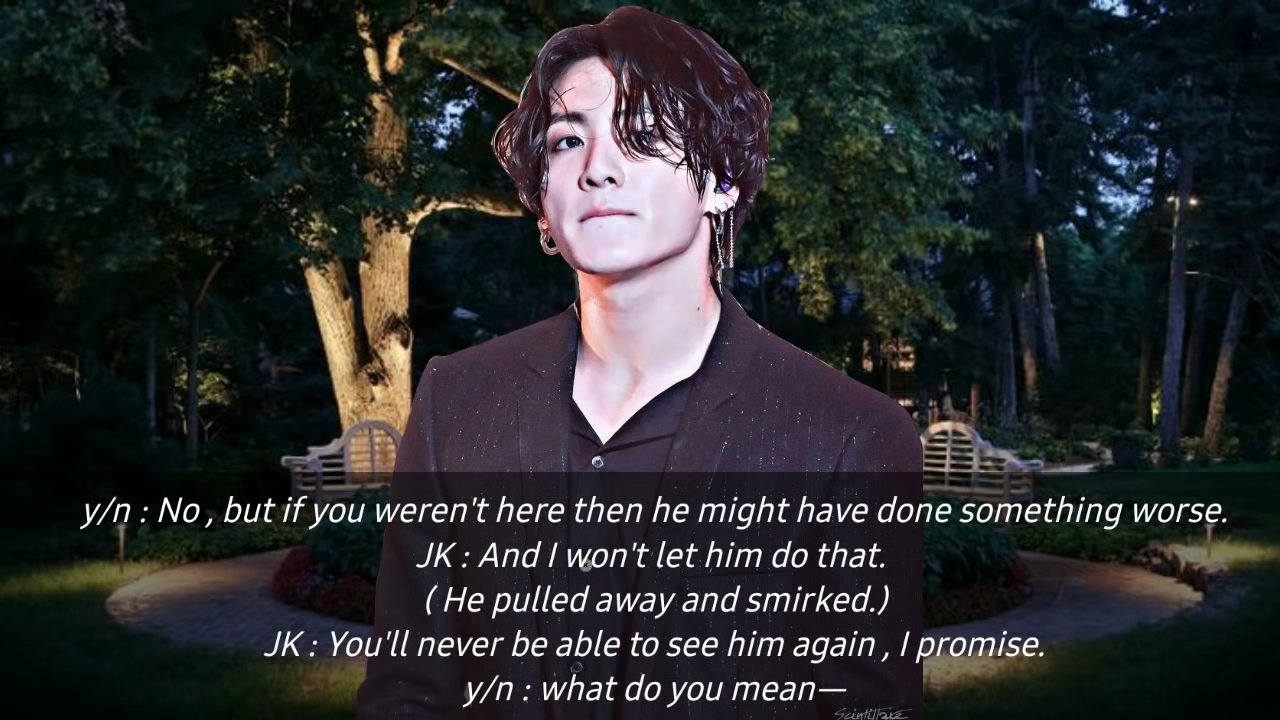 y/n : No , but if you weren't here then he might have done something worse.
JK : And I won't let him do that.
( He pulled away and smirked.)
JK : You'll never be able to see him again , I promise.
y/n : what do you mean—